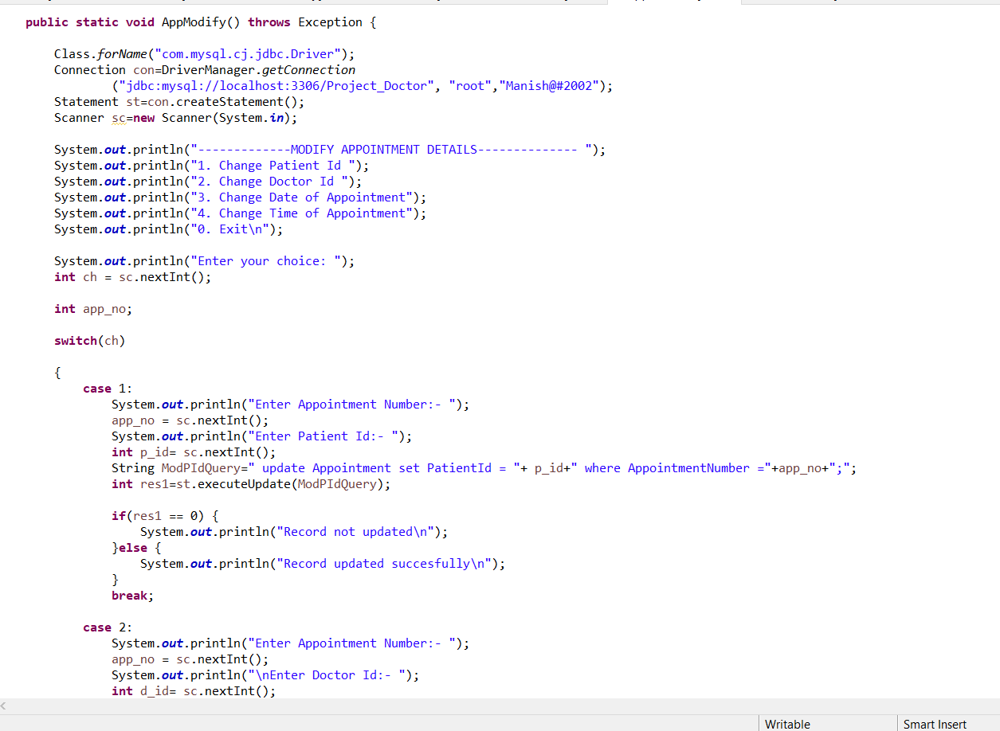 public static void AppModify() throws Exception {
Class.forName("com.mysql.cj.jdbc.Driver");
Connection con=DriverManager.getConnection
("jdbc:mysql://localhost:3306/Project_Doctor", "root","Manish@#2002");
Statement st=con.createStatement();
Scanner sc=new Scanner(System.in);
System.out.println("-------------MODIFY APPOINTMENT DETAILS-------------- ");
System.out.println("1. Change Patient Id ");
System.out.println("2. Change Doctor Id ");
System.out.println("3. Change Date of Appointment");
System.out.println("4. Change Time of Appointment");
System.out.println("0. Exit\n");
System.out.println("Enter your choice: ");
int ch = sc.nextInt();
int app_no;
switch(ch)
{
case 1:
System.out.println("Enter Appointment Number:- ");
app_no = sc.nextInt();
System.out.println("Enter Patient Id:- ");
int p_id= sc.nextInt();
String ModPIdQuery=" update Appointment set PatientId = "+ p_id+" where AppointmentNumber ="+app_no+";";
int res1=st.executeUpdate(ModPIdQuery);
if(res1 == 0) {
System.out.println("Record not updated\n");
}else {
System.out.println("Record updated succesfully\n");
}
break;
case 2:
System.out.println("Enter Appointment Number:- ");
app_no = sc.nextInt();
System.out.println("\nEnter Doctor Id:- ");
int d_id= sc.nextInt();
Writable
Smart Insert